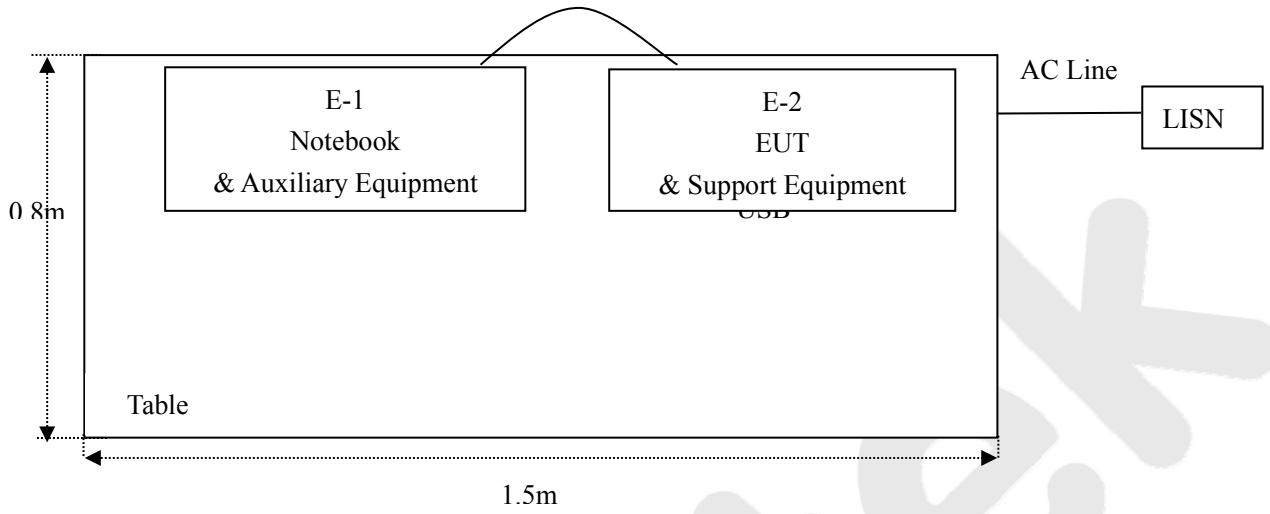 E-1
Notebook
& Auxiliary Equipment
E-2
EUT
& Support Equipment
USB
AC Line
LISN
0.8m
Table
1.5m